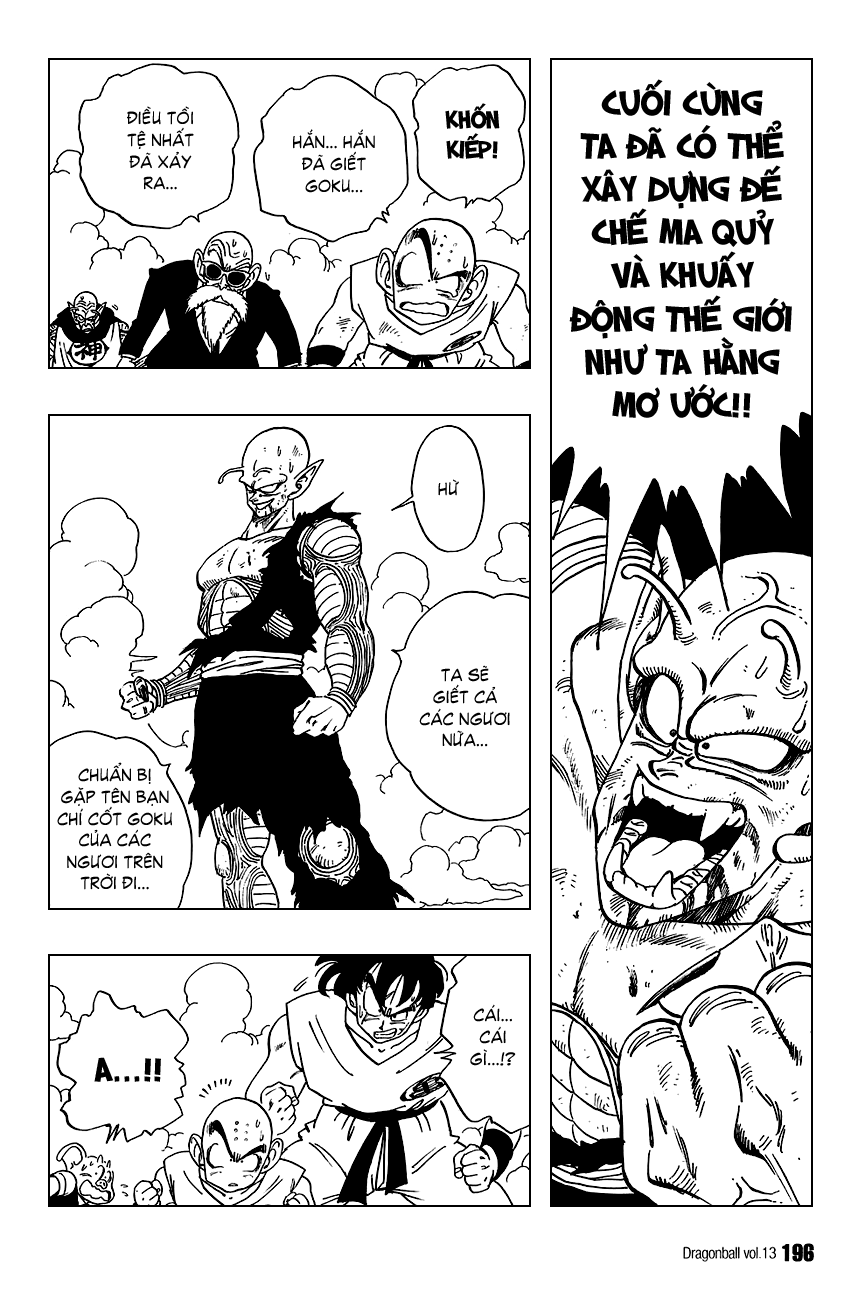 CUỐI CÙNG
TA ĐÃ CÓ THỂ
XÂY DỰNG ĐẾ
CHẾ MA QUỶ
VÀ KHUẤY
ĐỘNG THẾ GIỚI
NHƯ TA HẰNG
MƠ ƯỚC!!
KHỐN
KIẾP!
HẮN... HẮN
ĐÃ GIẾT
GOKU...
ĐIỀU TỒI
TỆ NHẤT
ĐÃ XẢY
RA...
神
HỪ
TA SẼ
GIẾT CẢ
CÁC NGƯƠI
NỮA...
CHUẨN BỊ
GẶP TÊN BẠN
CHÍ CỐT GOKU
CỦA CÁC
NGƯƠI TRÊN
TRỜI ĐI...
CÁI...
CÁI
GÌ...!?
A...!!
Dragonball vol.13 196